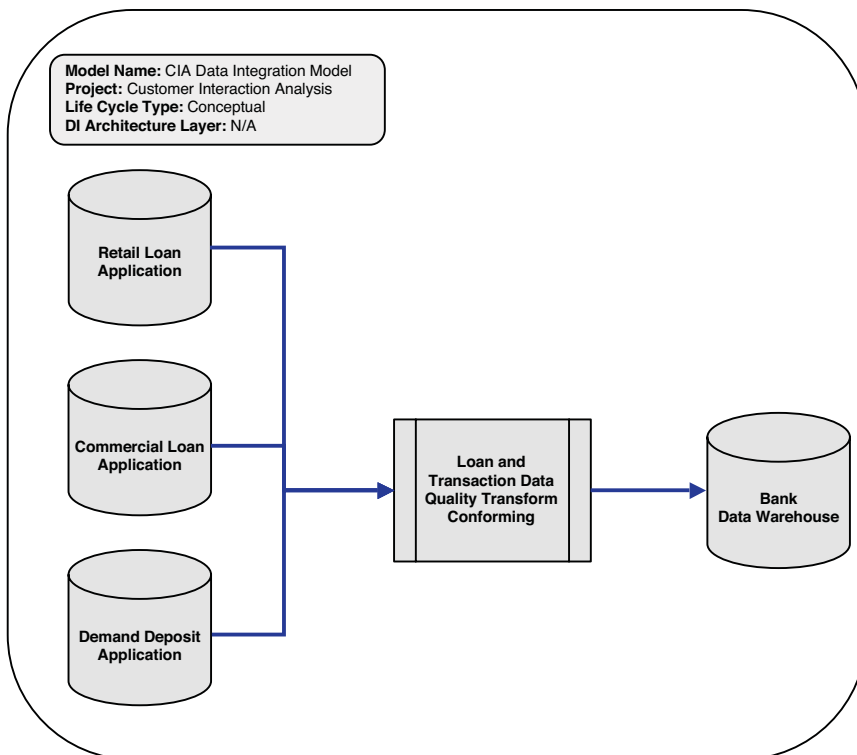 Model Name: CIA Data Integration Model
Project: Customer Interaction Analysis
Life Cycle Type: Conceptual
DI Architecture Layer: N/A
Retail Loan
Application
Commercial Loan
Application
Demand Deposit
Application
Loan and
Transaction Data
Quality Transform
Conforming
Bank
Data Warehouse